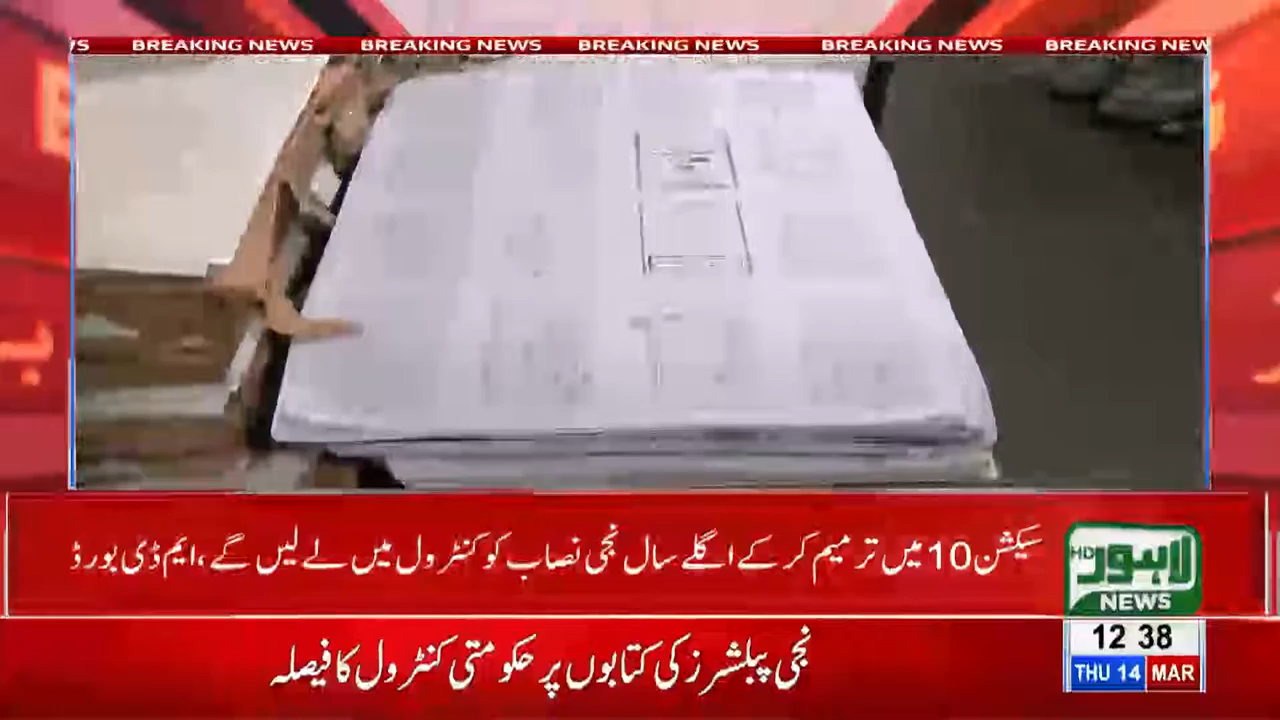 BREAKING NEWS BREAKING NEWS BREAKING NEWS BREAKING NEWS BREAKING
سیکشن 10 میں ترمیم کر کے اگلے سال نجی نصاب کو کنٹرول میں لے لیں گے ، ایم ڈی بورڈ
HD لاہور
NEWS
نجی پبلشرز کی کتابوں پر حکومتی کنٹرول کا فیصلہ
12 38
THU 14 MAR